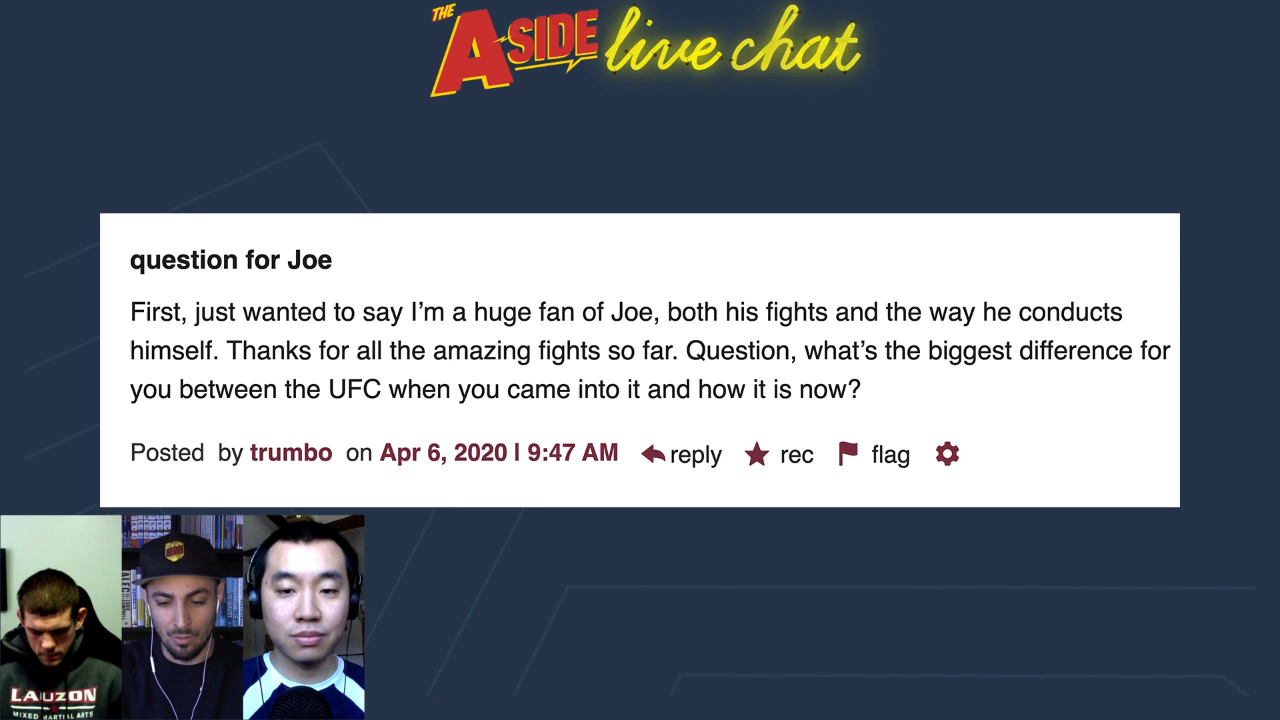 THE
A SIDE live chat
question for Joe
First, just wanted to say I’m a huge fan of Joe, both his fights and the way he conducts
himself. Thanks for all the amazing fights so far. Question, what’s the biggest difference for
you between the UFC when you came into it and how it is now?
Posted by trumbo on Apr 6, 2020 | 9:47 AM reply rec flag
LAUZON
MIXED MARTIAL ARTS